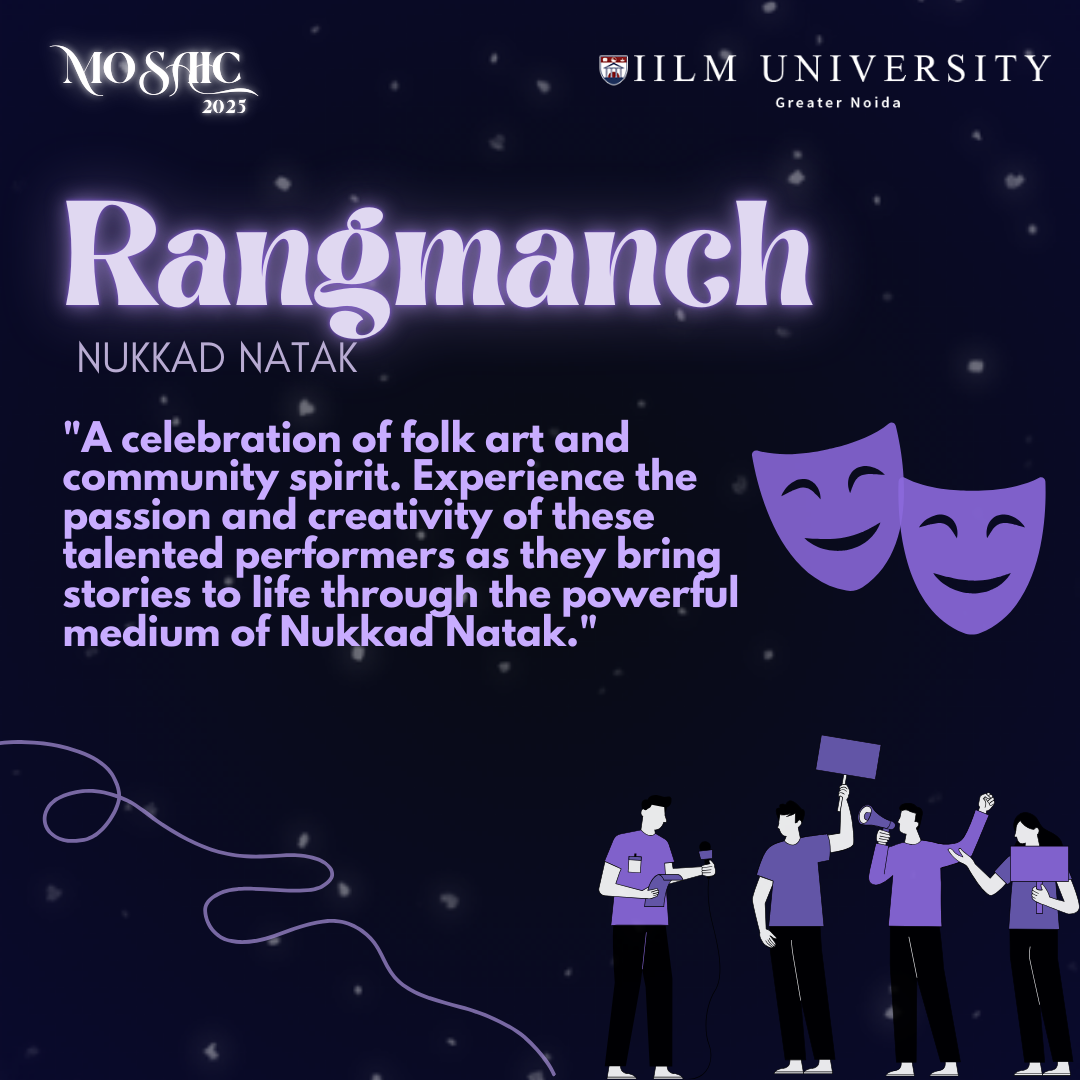 MOSAIC
2025
IILM UNIVERSITY
Greater Noida
Rangmanch
NUKKAD NATAK
"A celebration of folk art and
community spirit. Experience the
passion and creativity of these
talented performers as they bring
stories to life through the powerful
medium of Nukkad Natak."